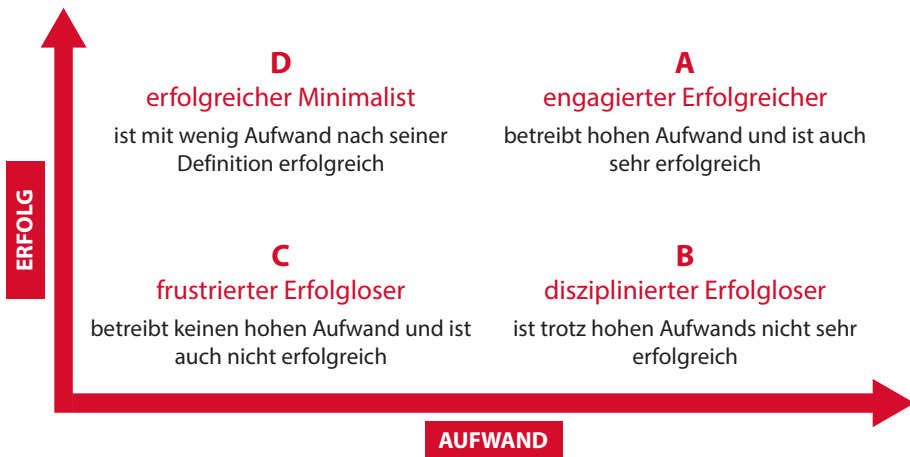 D
erfolgreicher Minimalist
ist mit wenig Aufwand nach seiner
Definition erfolgreich
A
engagierter Erfolgreicher
betreibt hohen Aufwand und ist auch
sehr erfolgreich
ERFOLG
C
frustrierter Erfolgloser
betreibt keinen hohen Aufwand und ist
auch nicht erfolgreich
B
disziplinierter Erfolgloser
ist trotz hohen Aufwands nicht sehr
erfolgreich
AUFWAND